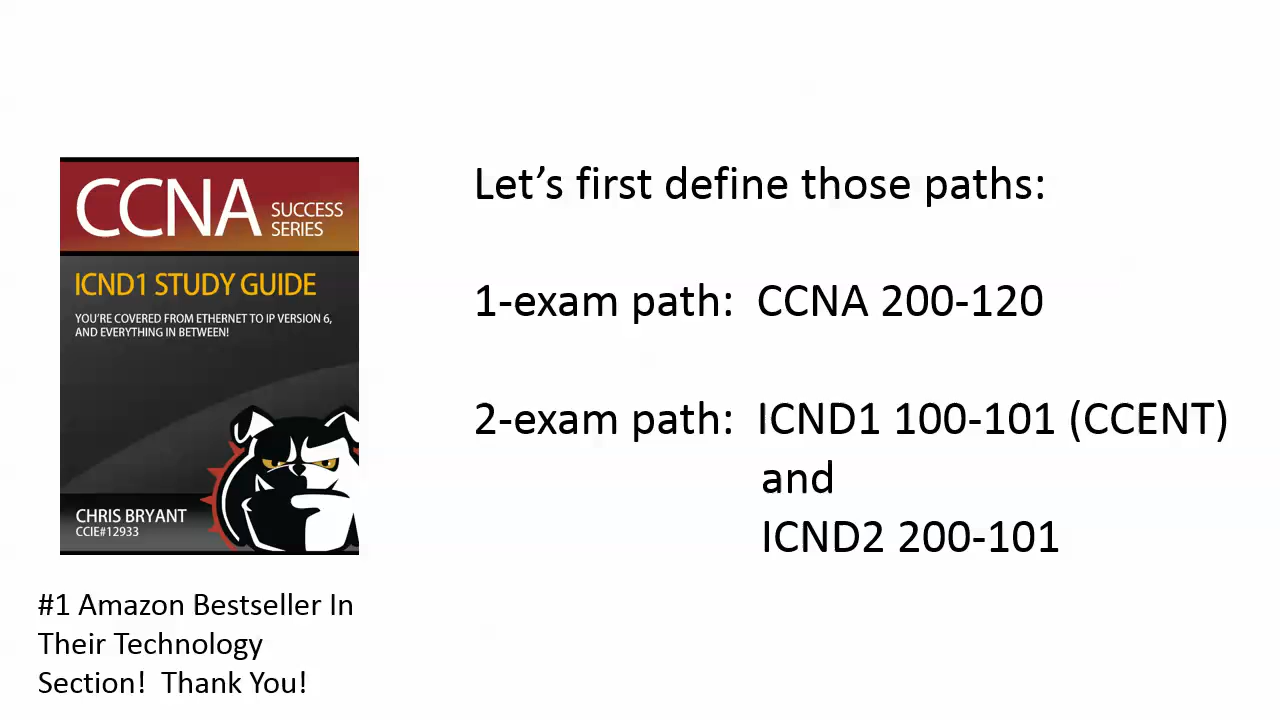 CCNA SUCCESS
SERIES
ICND1 STUDY GUIDE
YOU'RE COVERED FROM ETHERNET TO IP VERSION 6,
AND EVERYTHING IN BETWEEN!
CHRIS BRYANT
CCIE#12933
#1 Amazon Bestseller In
Their Technology
Section!  Thank You!
Let's first define those paths:
1-exam path:  CCNA 200-120
2-exam path:  ICND1 100-101 (CCENT)
and
ICND2 200-101